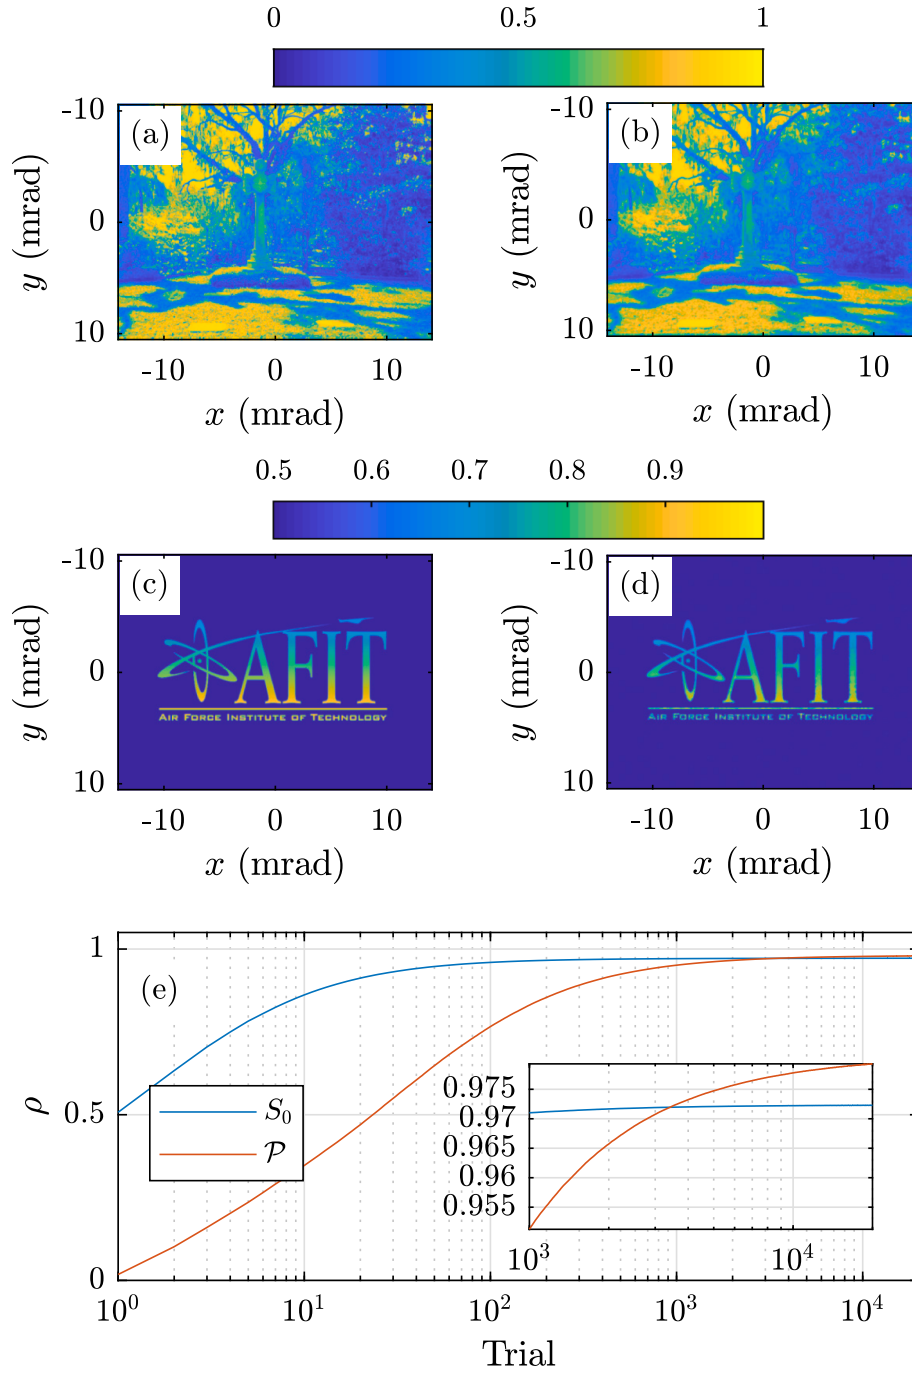 0 0.5 1
-10 (a) -10 (b)
0 0
10 10
y (mrad) y (mrad)
-10 0 10 -10 0 10
x (mrad) x (mrad)
0.5 0.6 0.7 0.8 0.9
-10 (c) -10 (d)
0 0
10 10
y (mrad) y (mrad)
AFIT AFIT
AIR FORCE INSTITUTE OF TECHNOLOGY AIR FORCE INSTITUTE OF TECHNOLOGY
-10 0 10 -10 0 10
x (mrad) x (mrad)
1
(e)
ρ
0.5
S₀
𝒫
0
0.975
0.97
0.965
0.96
0.955
10³ 10⁴
10⁰ 10¹ 10² 10³ 10⁴
Trial